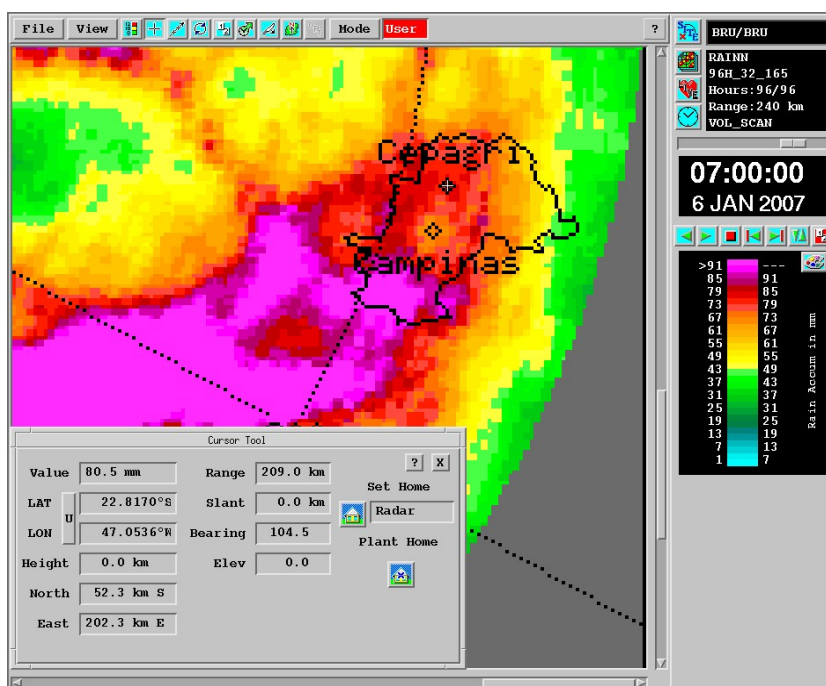 File View Mode User ?
BRU/BRU
RAINN
96H_32_165
Hours:96/96
Range:240 km
VOL_SCAN
07:00:00
6 JAN 2007
Cepagri
Campinas
>91 ---
85 91
79 85
73 79
67 73
61 67
55 61
49 55
43 49
37 43
31 37
25 31
19 25
13 19
7 13
1 7
Rain Accum in mm
Cursor Tool
? X
Value 80.5 mm Range 209.0 km Set Home
LAT 22.8170°S Slant 0.0 km Radar
U
LON 47.0536°W Bearing 104.5 Plant Home
Height 0.0 km Elev 0.0
North 52.3 km S
East 202.3 km E